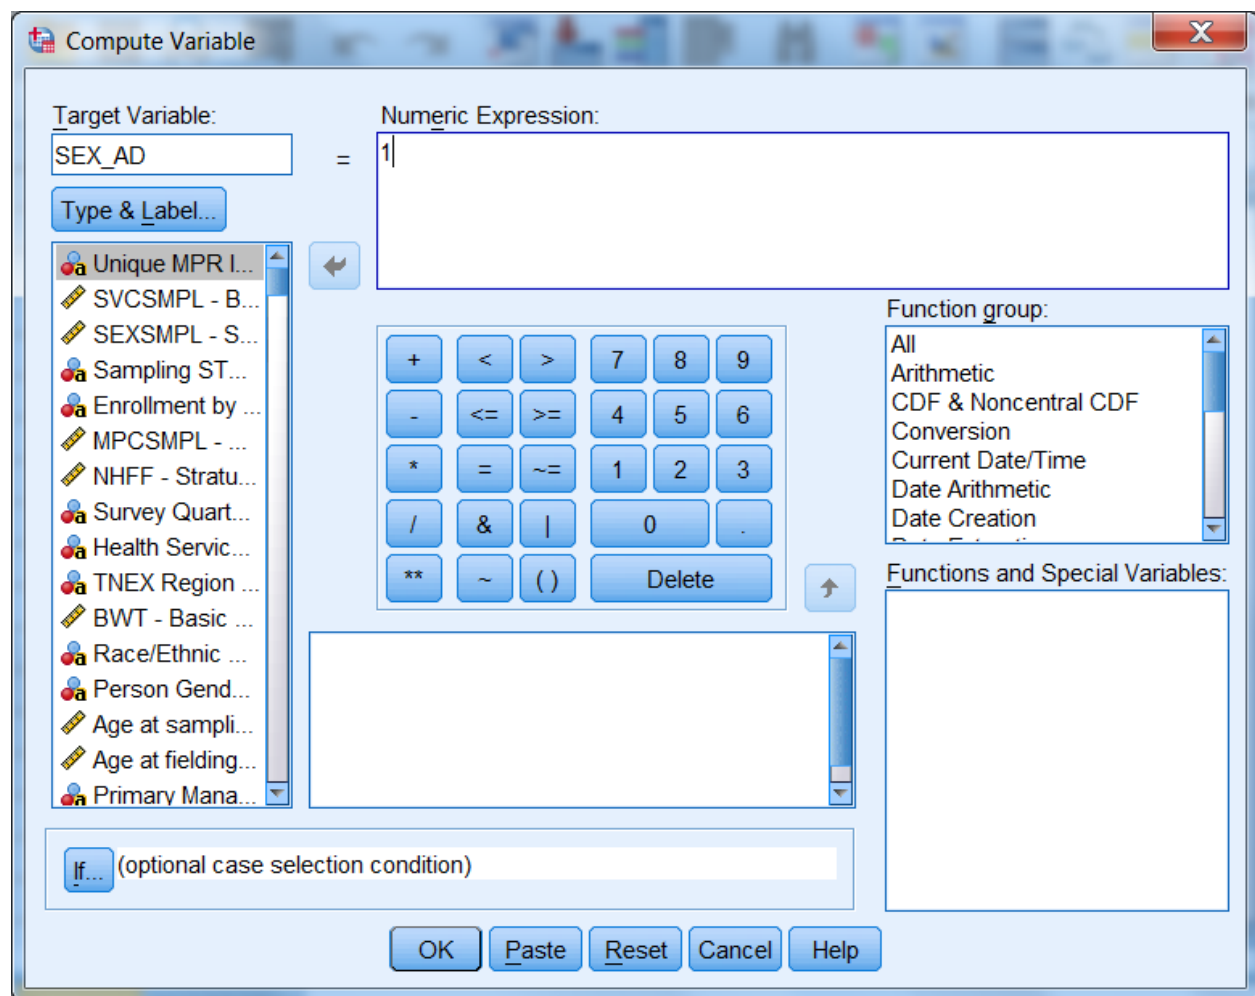 Compute Variable
X
Target Variable:
Numeric Expression:
SEX_AD
=
1
Type & Label...
Unique MPR I...
SVCSMPL - B...
SEXSMPL - S...
Sampling ST...
Enrollment by ...
MPCSMPL - ...
NHFF - Stratu...
Survey Quart...
Health Servic...
TNEX Region ...
BWT - Basic ...
Race/Ethnic ...
Person Gend...
Age at sampli...
Age at fielding...
Primary Mana...
+ < > 7 8 9
- <= >= 4 5 6
* = ~= 1 2 3
/ & | 0 .
** ~ ( ) Delete
Function group:
All
Arithmetic
CDF & Noncentral CDF
Conversion
Current Date/Time
Date Arithmetic
Date Creation
Functions and Special Variables:
If... (optional case selection condition)
OK Paste Reset Cancel Help